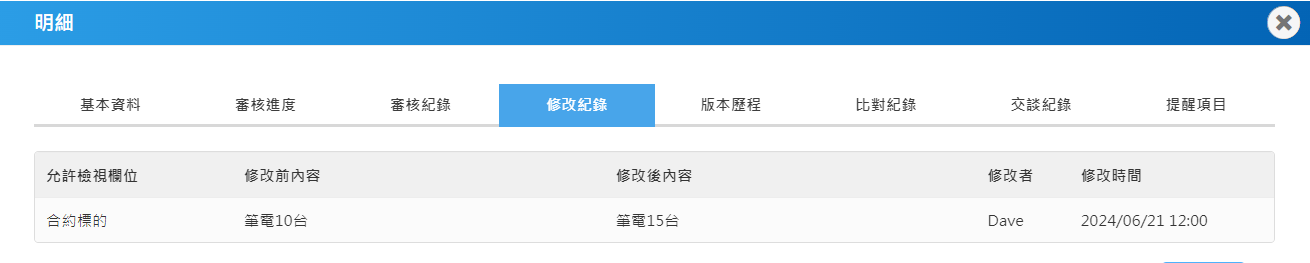 明細
基本資料 審核進度 審核紀錄 修改紀錄 版本歷程 比對紀錄 交談紀錄 提醒項目
允許檢視欄位 修改前內容 修改後內容 修改者 修改時間
合約標的 筆電10台 筆電15台 Dave 2024/06/21 12:00